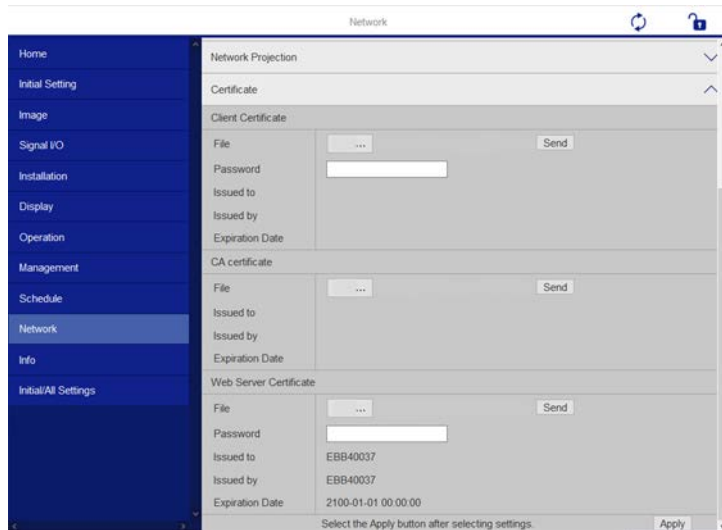 Network
Home
Initial Setting
Image
Signal I/O
Installation
Display
Operation
Management
Schedule
Network
Info
Initial/All Settings
Network Projection
Certificate
Client Certificate
File ... Send
Password
Issued to
Issued by
Expiration Date
CA certificate
File ... Send
Issued to
Issued by
Expiration Date
Web Server Certificate
File ... Send
Password
Issued to EBB40037
Issued by EBB40037
Expiration Date 2100-01-01 00:00:00
Select the Apply button after selecting settings. Apply